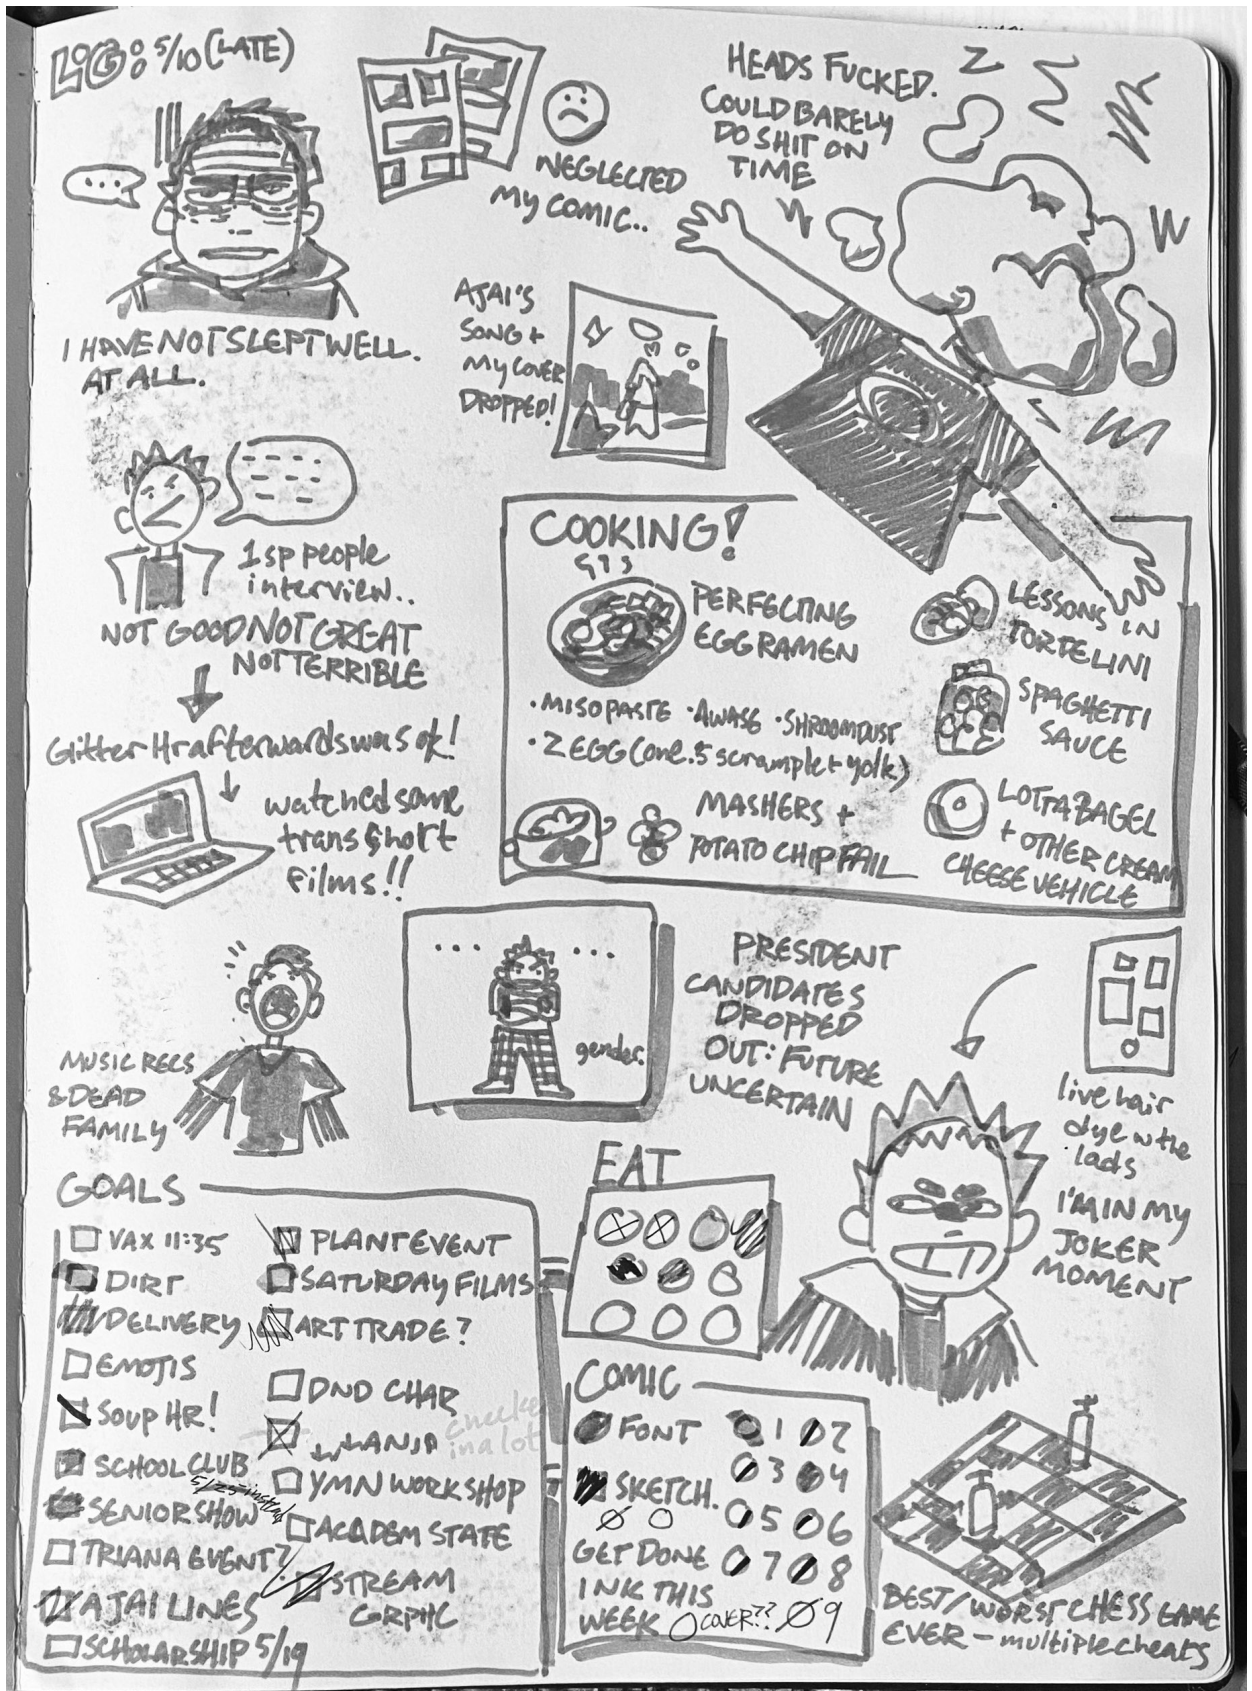 LOG: 5/10 (LATE)
...
I HAVE NOT SLEPT WELL.
AT ALL.
NEGLECTED
MY COMIC..
HEADS FUCKED.
COULD BARELY
DO SHIT ON
TIME
Z
AJAI'S
SONG +
MY COVER
DROPPED!
1sp people
interview..
NOT GOOD NOT GREAT
NOT TERRIBLE
Glitter Hr afterwards was ok!
watched some
trans short
films!!
COOKING!
PERFECTING
EGG RAMEN
• MISO PASTE • AWASE • SHROOM DUST
• 2 EGG (one .5 scrample + yolk)
MASHERS +
POTATO CHIP FAIL
LESSONS IN
TORTELINI
SPAGHETTI
SAUCE
LOTTA BAGEL
+ OTHER CREAM
CHEESE VEHICLE
MUSIC RECS
& DEAD
FAMILY
... ...
gender.
PRESIDENT
CANDIDATES
DROPPED
OUT: FUTURE
UNCERTAIN
live hair
dye w the
lads
I'M IN MY
JOKER
MOMENT
GOALS
VAX 11:35
DIRT
DELIVERY
EMOJIS
SOUP HR!
SCHOOL CLUB
SENIOR SHOW
TRIANA EVENT?
AJAI LINES
SCHOLARSHIP 5/19
PLANT EVENT
SATURDAY FILMS
ART TRADE?
DND CHAR
checked
in a lot
YMN WORKSHOP
ACADEM STATE
STREAM
GRPHC
EAT
COMIC
FONT
SKETCH.
GET DONE
INK THIS
WEEK
COVER??
1 2
3 4
5 6
7 8
9
BEST/WORST CHESS GAME
EVER - multiple cheats